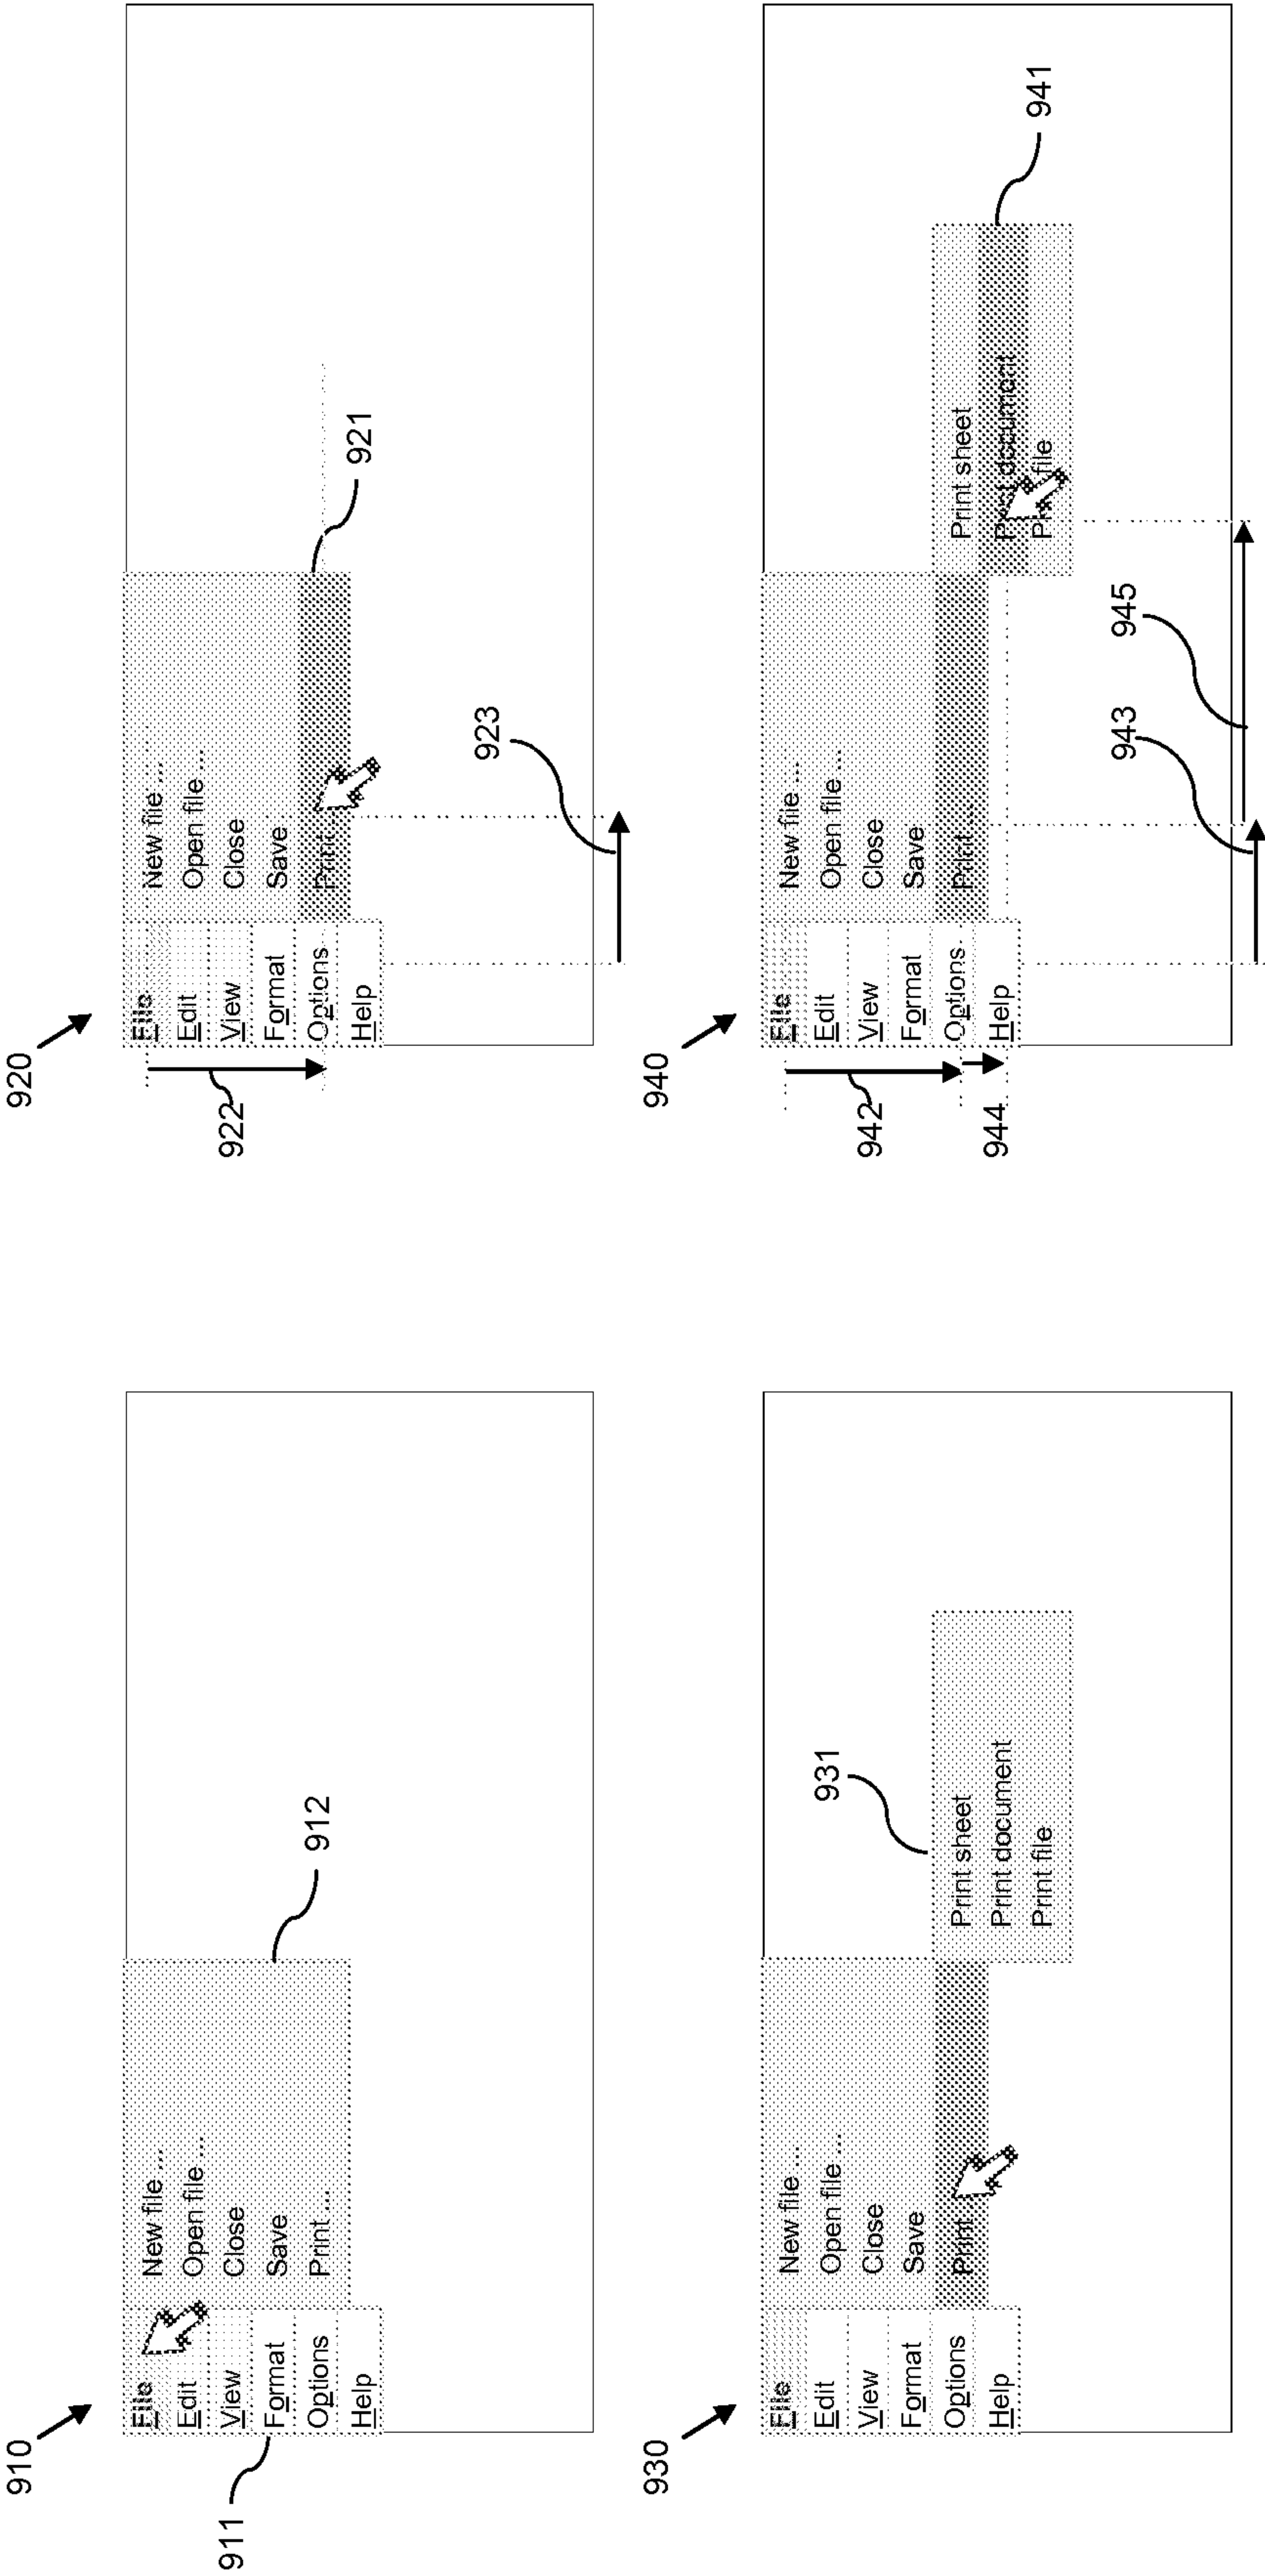 910
File New file ...
Edit Open file ...
View Close
911
Format Save
Options Print ...
912
Help
920
File New file ...
Edit Open file ...
View Close
922
Format Save
Options Print ...
921
Help
923
930
File New file ...
Edit Open file ...
931
View Close
Format Save
Options Print Print sheet
Help Print document
Print file
940
File New file ...
Edit Open file ...
View Close
942
Format Save
Options Print ... Print sheet
944
Help Print document
941
file
943 945